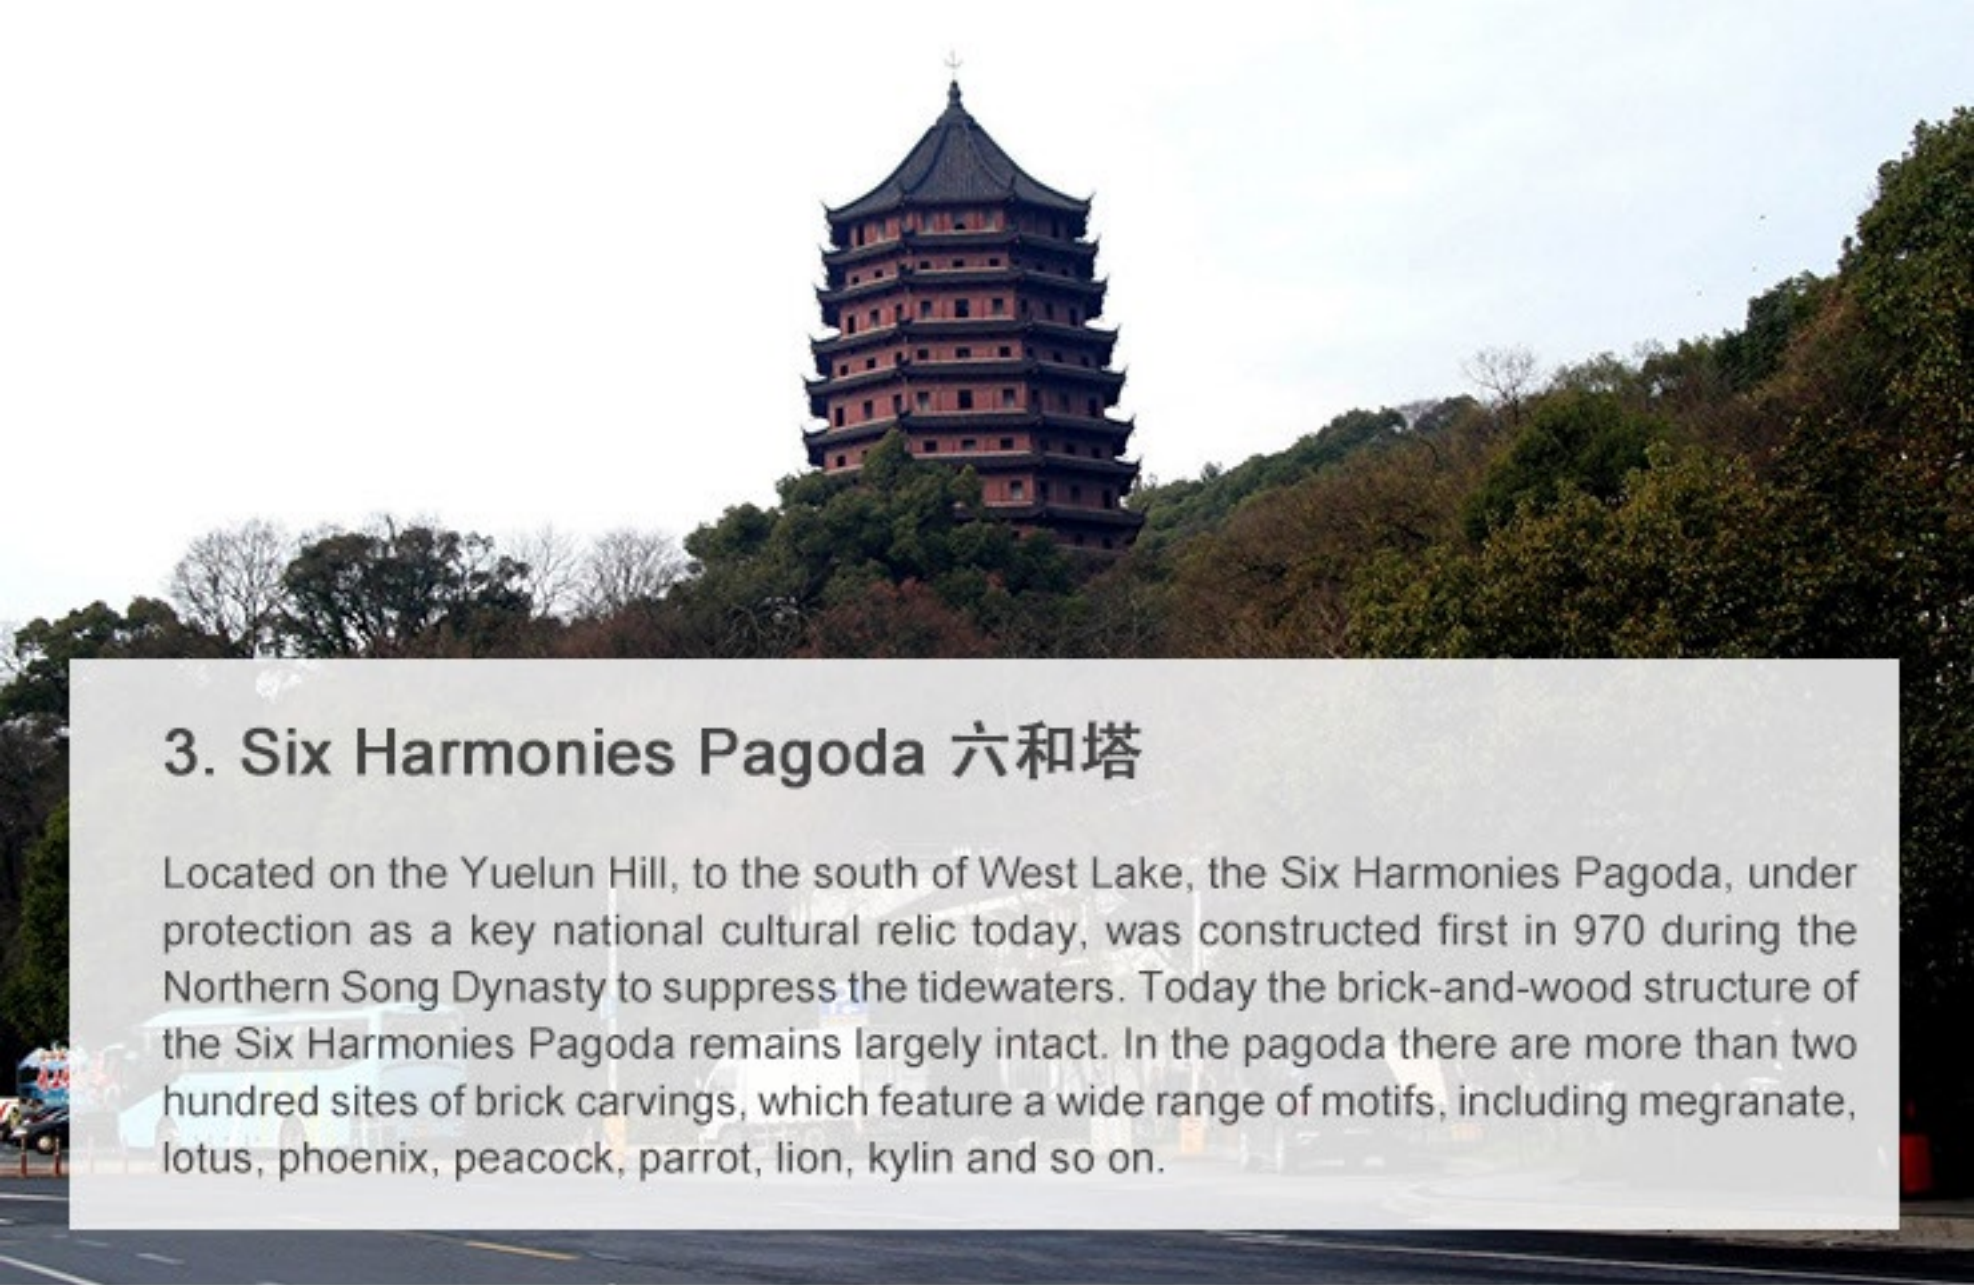 3. Six Harmonies Pagoda 六和塔
Located on the Yuelun Hill, to the south of West Lake, the Six Harmonies Pagoda, under
protection as a key national cultural relic today, was constructed first in 970 during the
Northern Song Dynasty to suppress the tidewaters. Today the brick-and-wood structure of
the Six Harmonies Pagoda remains largely intact. In the pagoda there are more than two
hundred sites of brick carvings, which feature a wide range of motifs, including megranate,
lotus, phoenix, peacock, parrot, lion, kylin and so on.